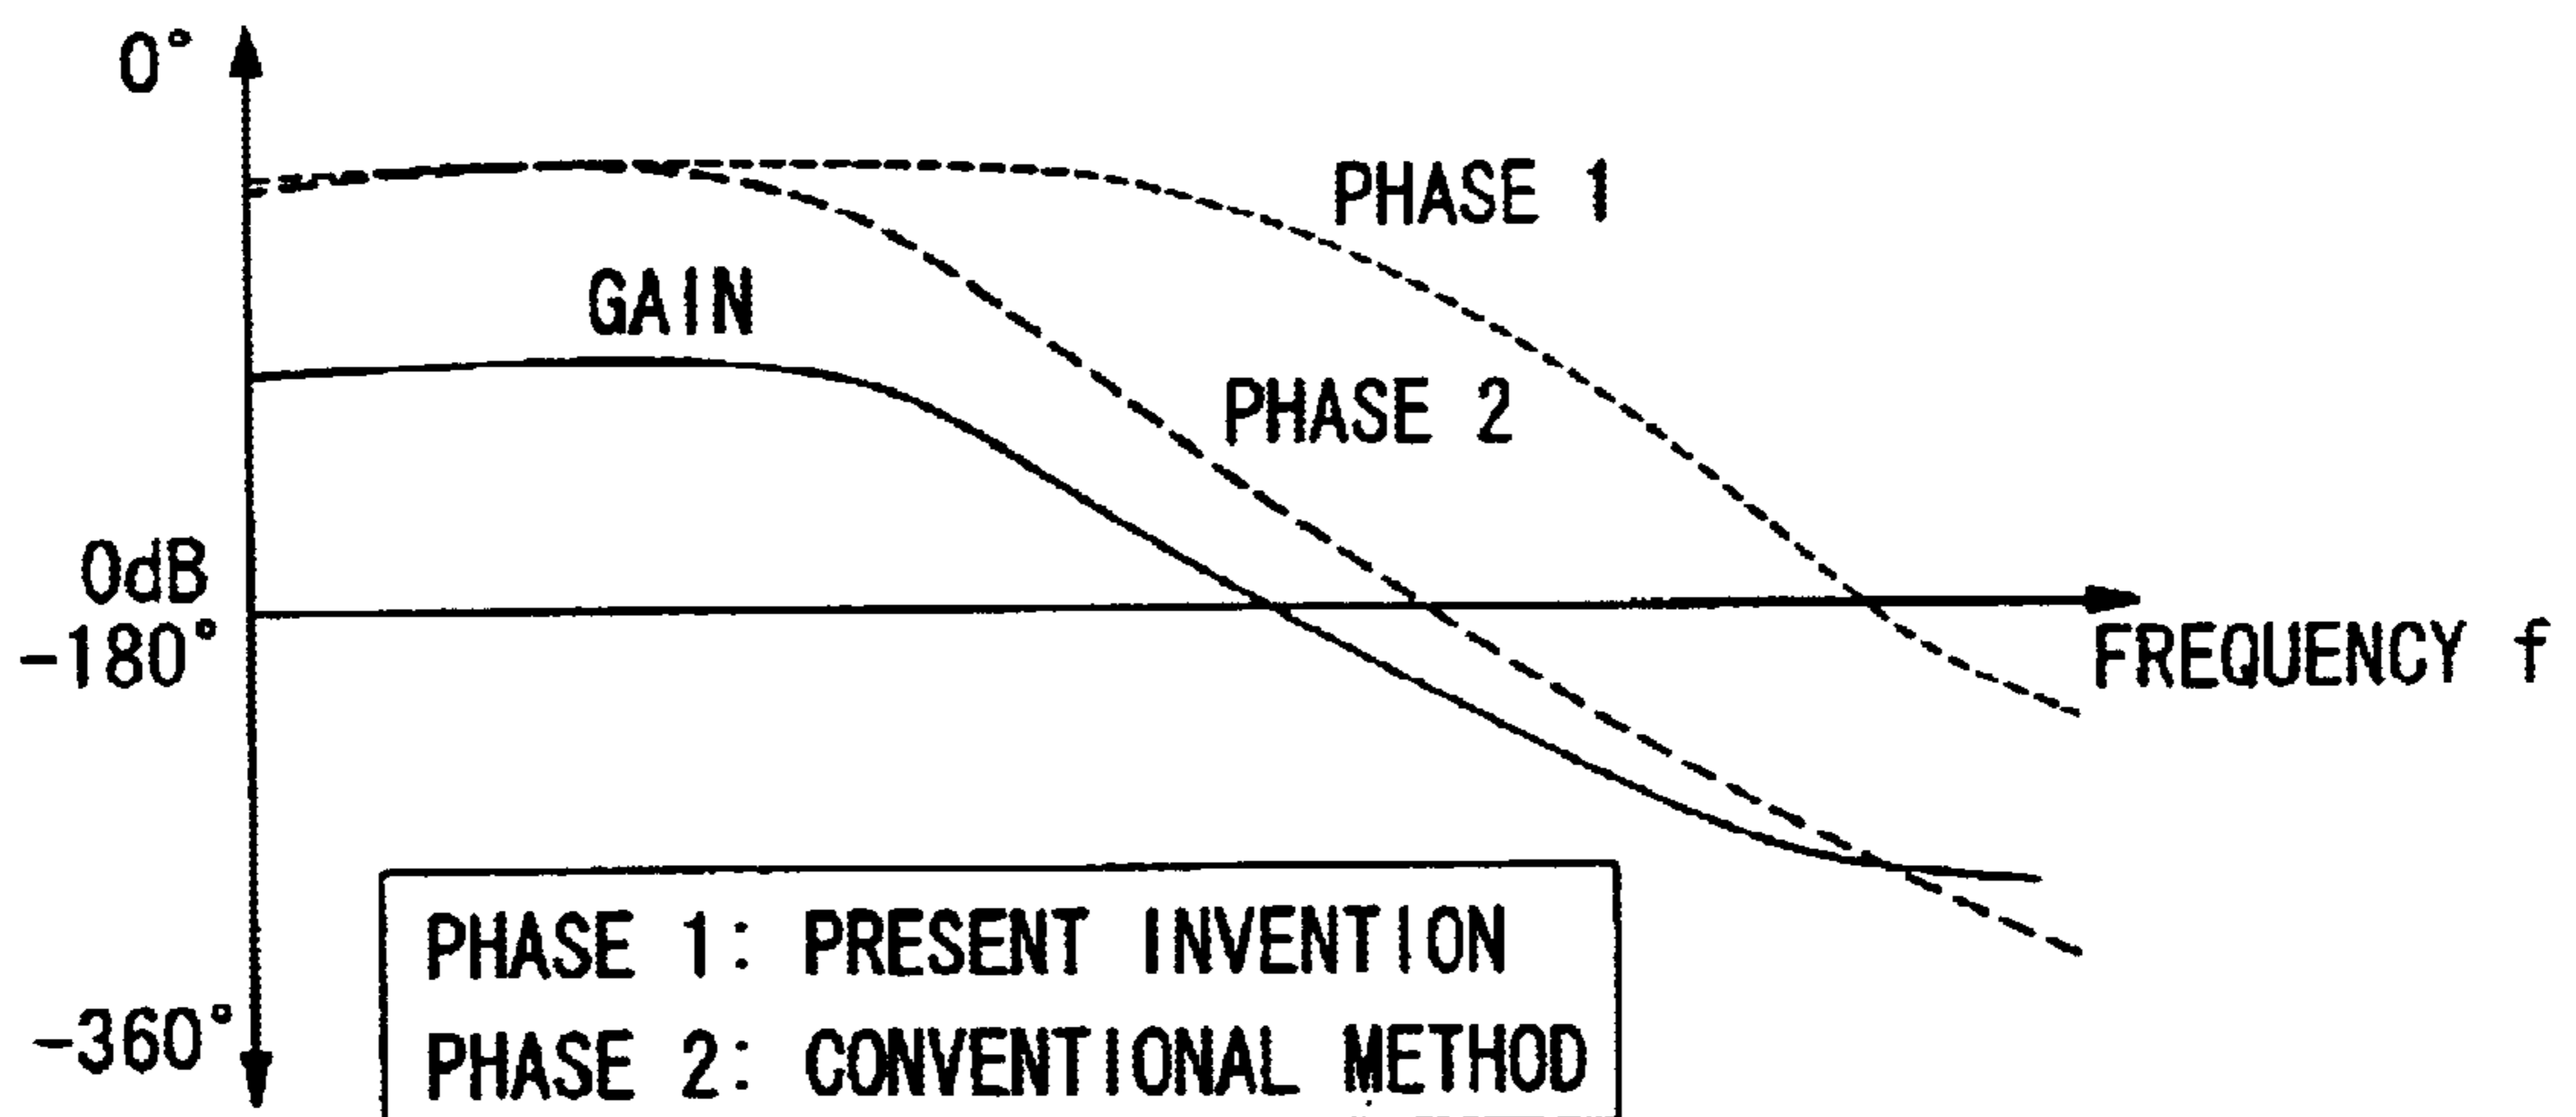 0°
PHASE 1
GAIN
PHASE 2
0dB
-180°
FREQUENCY f
-360°
PHASE 1: PRESENT INVENTION
PHASE 2: CONVENTIONAL METHOD